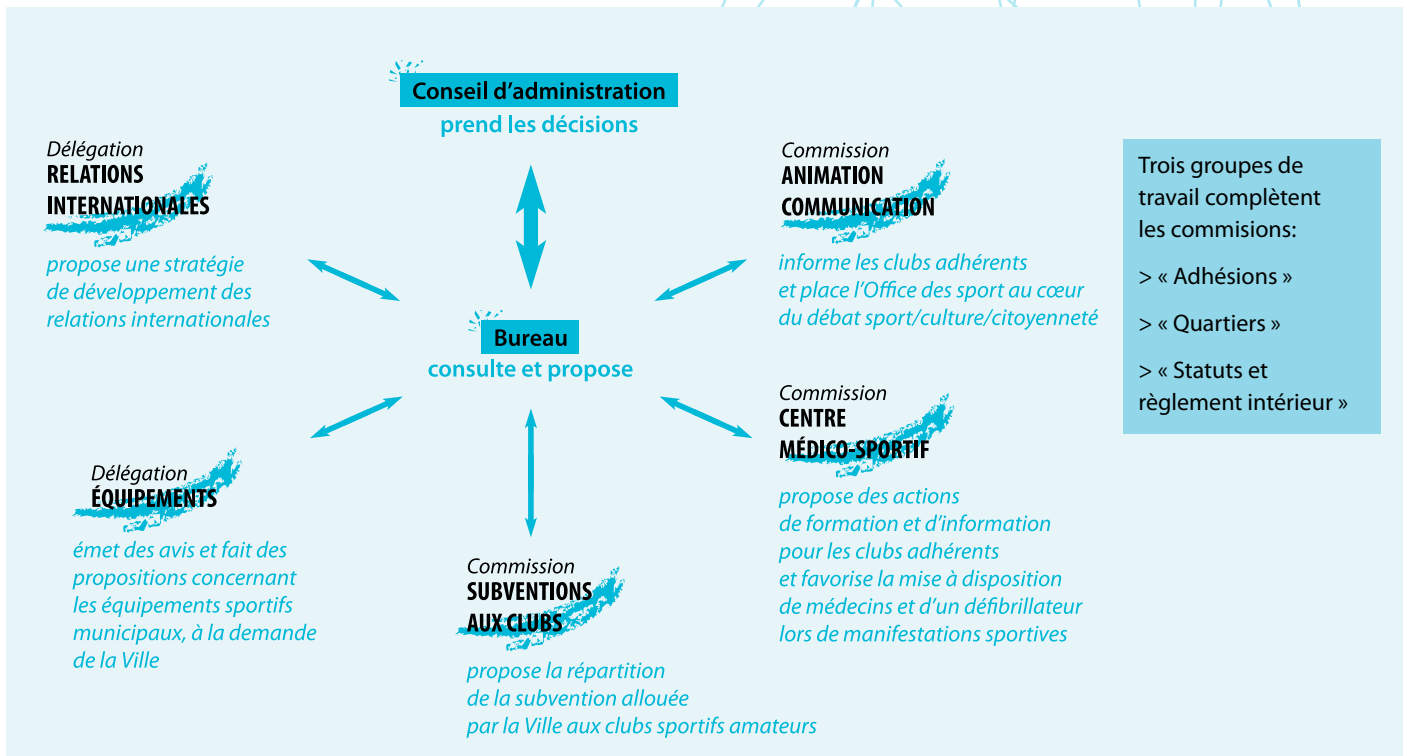 Conseil d’administration
prend les décisions
Délégation
RELATIONS
INTERNATIONALES
propose une stratégie
de développement des
relations internationales
Commission
ANIMATION
COMMUNICATION
informe les clubs adhérents
et place l’Office des sport au cœur
du débat sport/culture/citoyenneté
Trois groupes de
travail complètent
les commisions:
> « Adhésions »
> « Quartiers »
> « Statuts et
règlement intérieur »
Bureau
consulte et propose
Commission
CENTRE
MÉDICO-SPORTIF
propose des actions
de formation et d’information
pour les clubs adhérents
et favorise la mise à disposition
de médecins et d’un défibrillateur
lors de manifestations sportives
Délégation
ÉQUIPEMENTS
émet des avis et fait des
propositions concernant
les équipements sportifs
municipaux, à la demande
de la Ville
Commission
SUBVENTIONS
AUX CLUBS
propose la répartition
de la subvention allouée
par la Ville aux clubs sportifs amateurs